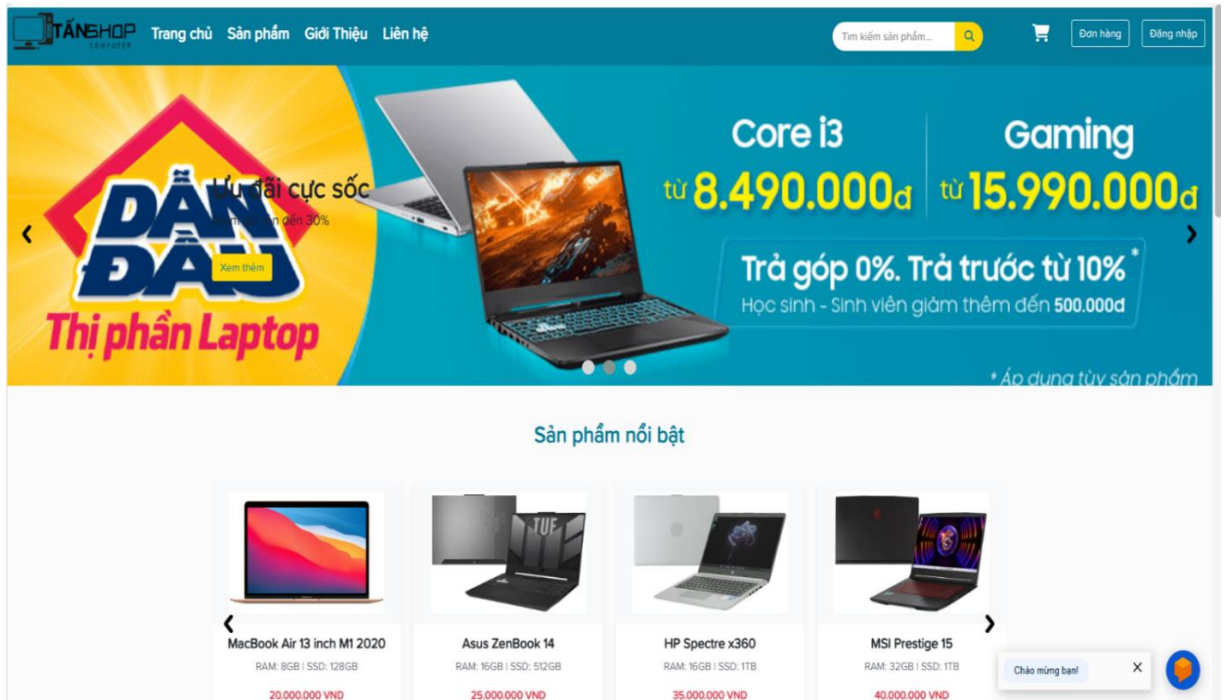 TẤNSHOP
COMPUTER
Trang chủ Sản phẩm Giới Thiệu Liên hệ
Tìm kiếm sản phẩm...
Đơn hàng
Đăng nhập
DẪN
ĐẦU
Thị phần Laptop
Ưu đãi cực sốc
đến 30%
Xem thêm
Core i3
từ 8.490.000đ
Gaming
từ 15.990.000đ
Trả góp 0%. Trả trước từ 10%*
Học sinh - Sinh viên giảm thêm đến 500.000đ
* Áp dụng tùy sản phẩm
Sản phẩm nổi bật
TUF
MacBook Air 13 inch M1 2020
RAM: 8GB | SSD: 128GB
20.000.000 VND
Asus ZenBook 14
RAM: 16GB | SSD: 512GB
25.000.000 VND
HP Spectre x360
RAM: 16GB | SSD: 1TB
35.000.000 VND
MSI Prestige 15
RAM: 32GB | SSD: 1TB
40.000.000 VND
Chào mừng bạn!
X